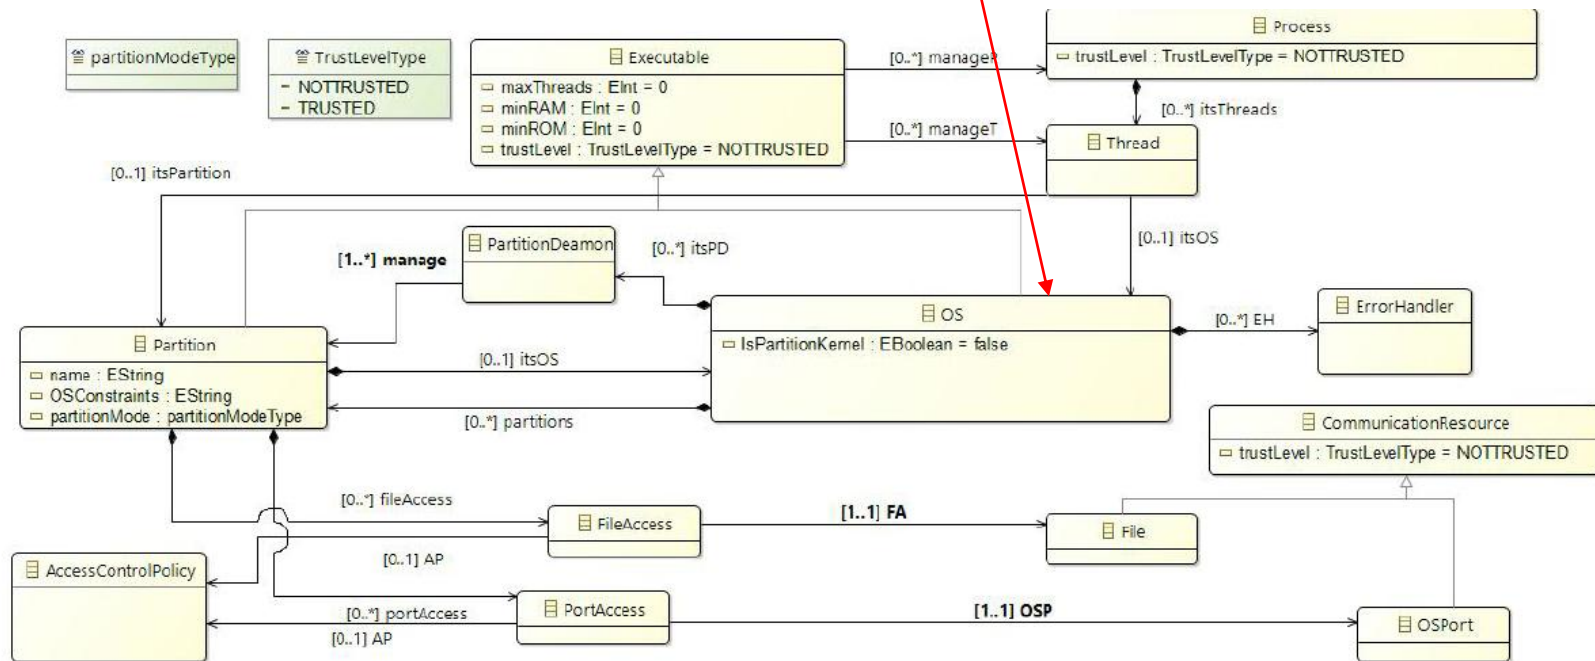 partitionModeType
TrustLevelType
NOTTRUSTED
TRUSTED
Executable
maxThreads : EInt = 0
minRAM : EInt = 0
minROM : EInt = 0
trustLevel : TrustLevelType = NOTTRUSTED
[0..*] manageP
[0..*] manageT
Process
trustLevel : TrustLevelType = NOTTRUSTED
[0..*] itsThreads
Thread
[0..1] itsPartition
[0..1] itsOS
PartitionDeamon
[0..*] itsPD
[1..*] manage
OS
IsPartitionKernel : EBoolean = false
[0..*] EH
ErrorHandler
Partition
name : EString
OSConstraints : EString
partitionMode : partitionModeType
[0..1] itsOS
[0..*] partitions
CommunicationResource
trustLevel : TrustLevelType = NOTTRUSTED
[0..*] fileAccess
FileAccess
[1..1] FA
File
[0..1] AP
AccessControlPolicy
[0..*] portAccess
[0..1] AP
PortAccess
[1..1] OSP
OSPort